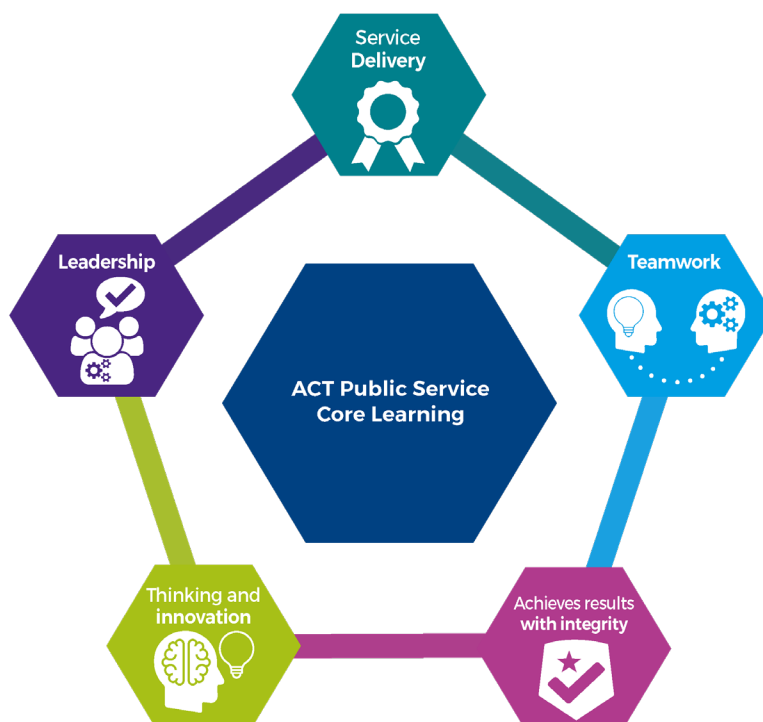 Service
Delivery
Leadership
Teamwork
ACT Public Service
Core Learning
Thinking and
innovation
Achieves results
with integrity